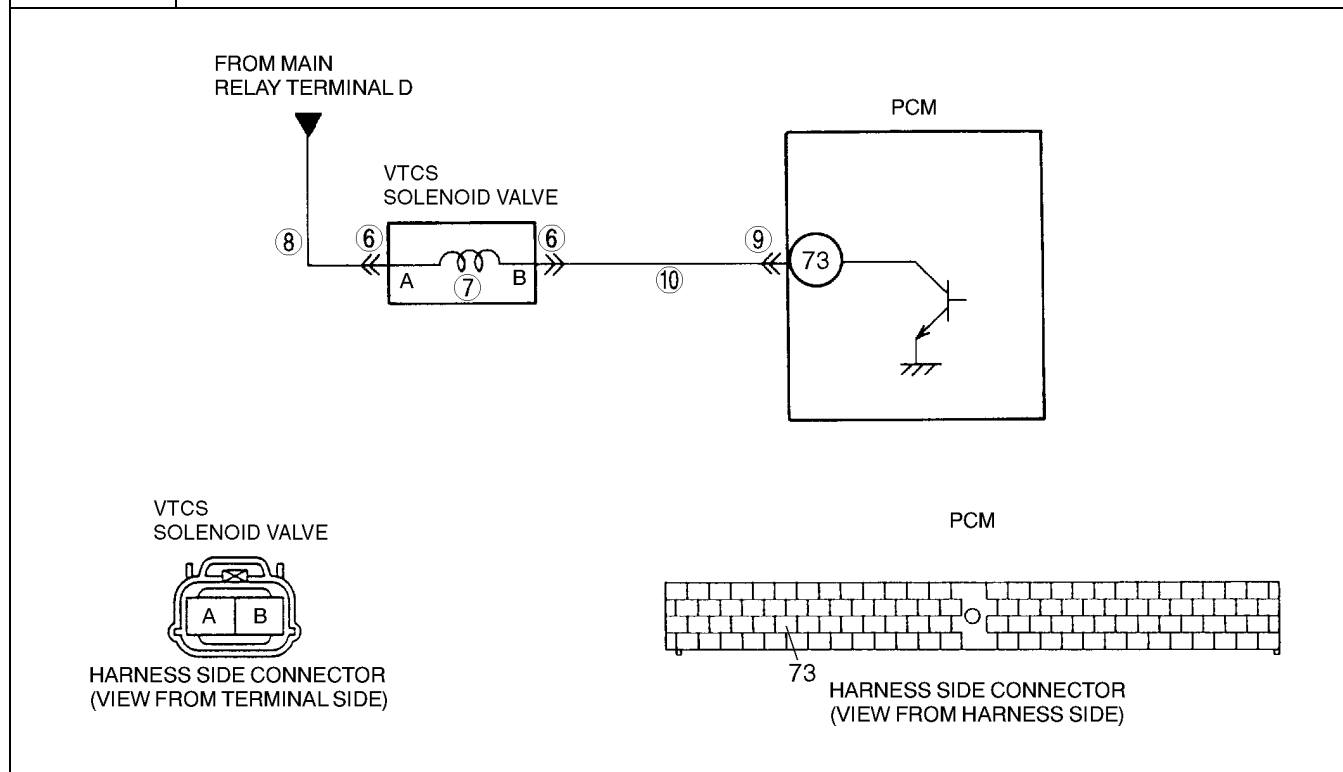 FROM MAIN
RELAY TERMINAL D
PCM
VTCS
SOLENOID VALVE
⑧
⑥
⑥
⑨
A
⑦
B
⑩
73
VTCS
SOLENOID VALVE
PCM
A
B
73
HARNESS SIDE CONNECTOR
(VIEW FROM TERMINAL SIDE)
HARNESS SIDE CONNECTOR
(VIEW FROM HARNESS SIDE)